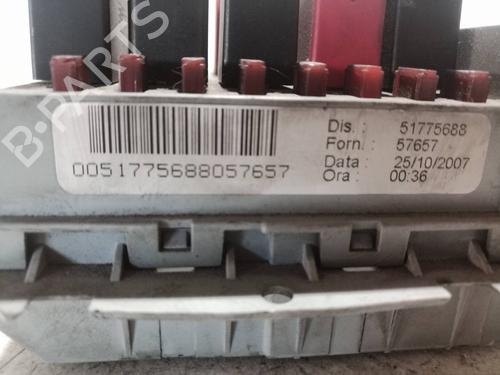 Dis. : 51775688
Forn. : 57657
Data : 25/10/2007
Ora : 00:36
0051775688057657
B-PARTS